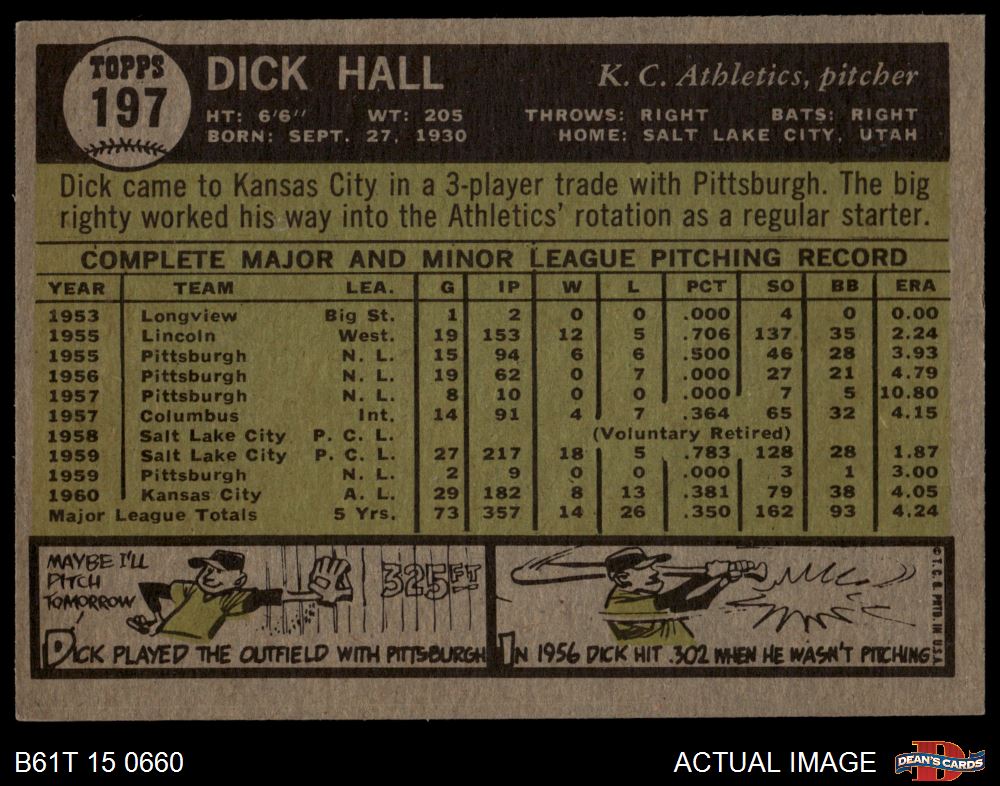 TOPPS
197
DICK HALL
K. C. Athletics, pitcher
HT: 6'6" WT: 205 THROWS: RIGHT BATS: RIGHT
BORN: SEPT. 27, 1930 HOME: SALT LAKE CITY, UTAH
Dick came to Kansas City in a 3-player trade with Pittsburgh. The big
righty worked his way into the Athletics' rotation as a regular starter.
COMPLETE MAJOR AND MINOR LEAGUE PITCHING RECORD
YEAR TEAM LEA. G IP W L PCT SO BB ERA
1953 Longview Big St. 1 2 0 0 .000 4 0 0.00
1955 Lincoln West. 19 153 12 5 .706 137 35 2.24
1955 Pittsburgh N. L. 15 94 6 6 .500 46 28 3.93
1956 Pittsburgh N. L. 19 62 0 7 .000 27 21 4.79
1957 Pittsburgh N. L. 8 10 0 0 .000 7 5 10.80
1957 Columbus Int. 14 91 4 7 .364 65 32 4.15
1958 Salt Lake City P. C. L. (Voluntary Retired)
1959 Salt Lake City P. C. L. 27 217 18 5 .783 128 28 1.87
1959 Pittsburgh N. L. 2 9 0 0 .000 3 1 3.00
1960 Kansas City A. L. 29 182 8 13 .381 79 38 4.05
Major League Totals 5 Yrs. 73 357 14 26 .350 162 93 4.24
MAYBE I'LL
PITCH
TOMORROW
325 FT
DICK PLAYED THE OUTFIELD WITH PITTSBURGH
IN 1956 DICK HIT .302 WHEN HE WASN'T PITCHING
© T. C. G. PRTD. IN U.S.A.
B61T 15 0660
ACTUAL IMAGE
D
DEAN'S CARDS